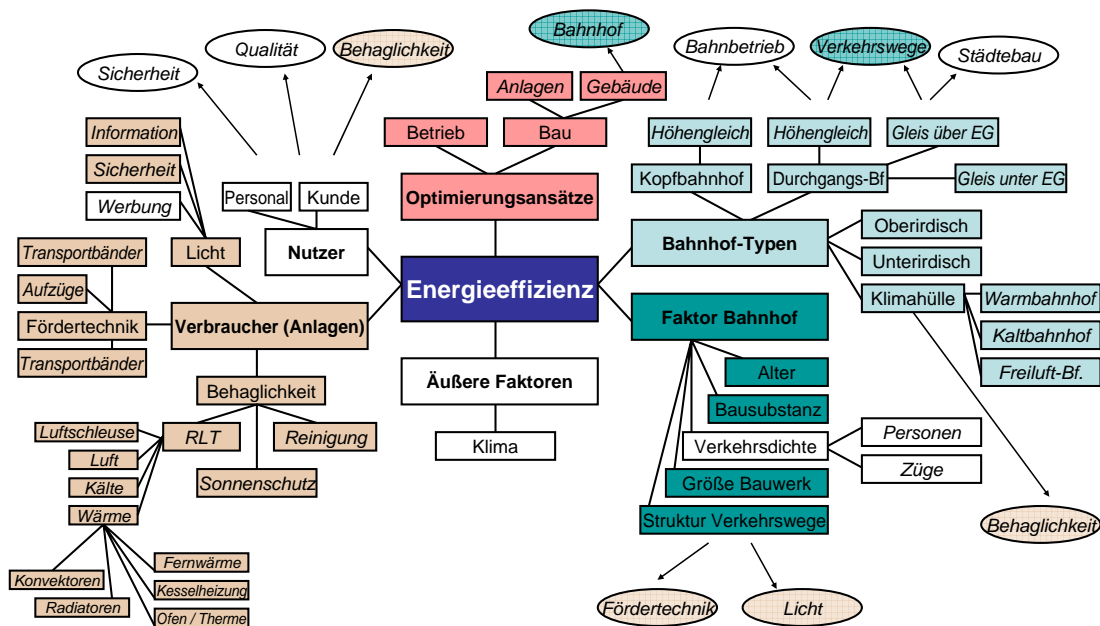 Bahnhof
Qualität
Behaglichkeit
Bahnbetrieb
Verkehrswege
Städtebau
Sicherheit
Anlagen
Gebäude
Information
Betrieb
Bau
Höhengleich
Höhengleich
Gleis über EG
Sicherheit
Werbung
Personal
Kunde
Optimierungsansätze
Kopfbahnhof
Durchgangs-Bf
Gleis unter EG
Transportbänder
Licht
Nutzer
Bahnhof-Typen
Oberirdisch
Unterirdisch
Aufzüge
Energieeffizienz
Klimahülle
Warmbahnhof
Fördertechnik
Verbraucher (Anlagen)
Faktor Bahnhof
Kaltbahnhof
Transportbänder
Freiluft-Bf.
Behaglichkeit
Äußere Faktoren
Alter
Bausubstanz
Luftschleuse
RLT
Reinigung
Klima
Verkehrsdichte
Personen
Luft
Züge
Kälte
Sonnenschutz
Größe Bauwerk
Wärme
Struktur Verkehrswege
Behaglichkeit
Fernwärme
Konvektoren
Kesselheizung
Radiatoren
Ofen / Therme
Fördertechnik
Licht